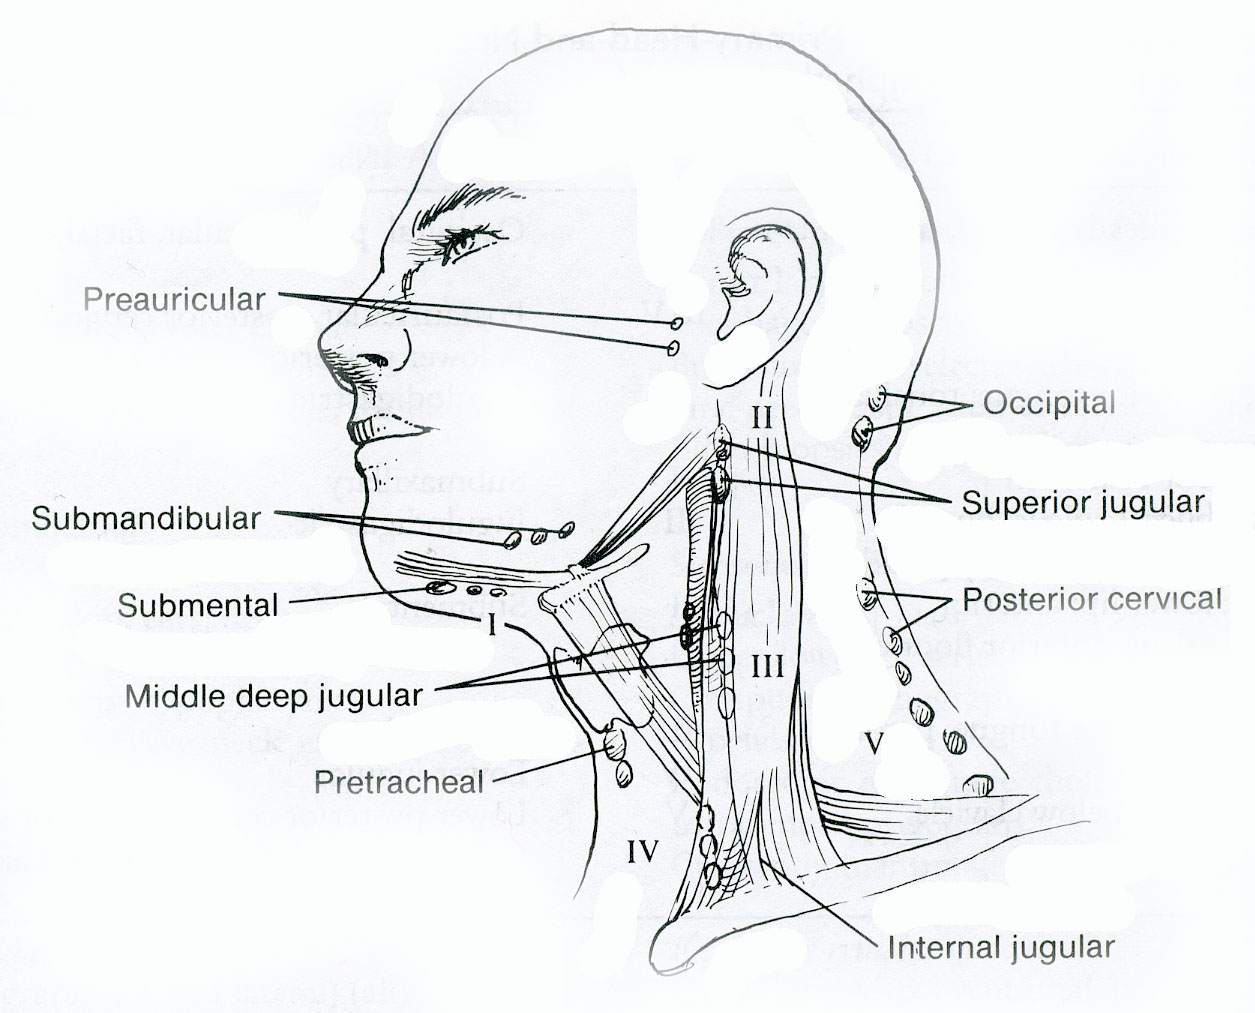 Preauricular
II
Occipital
Superior jugular
Submandibular
Submental
I
Posterior cervical
III
Middle deep jugular
V
Pretracheal
IV
Internal jugular